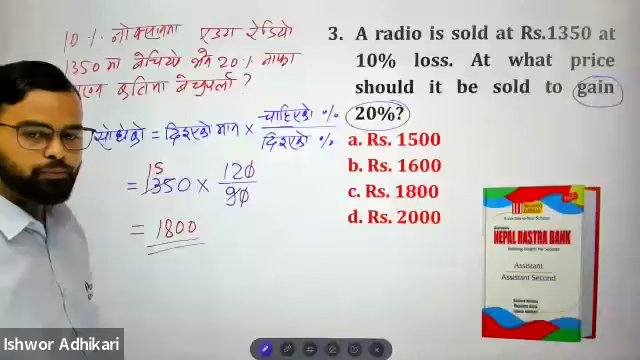 10 % नोक्सानमा एउटा रेडियो
1350 मा बेचियो भने 20 % नाफा
कतिमा बेच्नुपर्ला ?
3. A radio is sold at Rs.1350 at
10% loss. At what price
should it be sold to gain
20%?
a. Rs. 1500
b. Rs. 1600
c. Rs. 1800
d. Rs. 2000
सोधेको = दिइएको मान × चाहिएको % / दिइएको %
15
= 1350 × 120 / 90
= 1800
NEPAL RASTRA BANK
Assistant
Assistant Second
Ishwor Adhikari